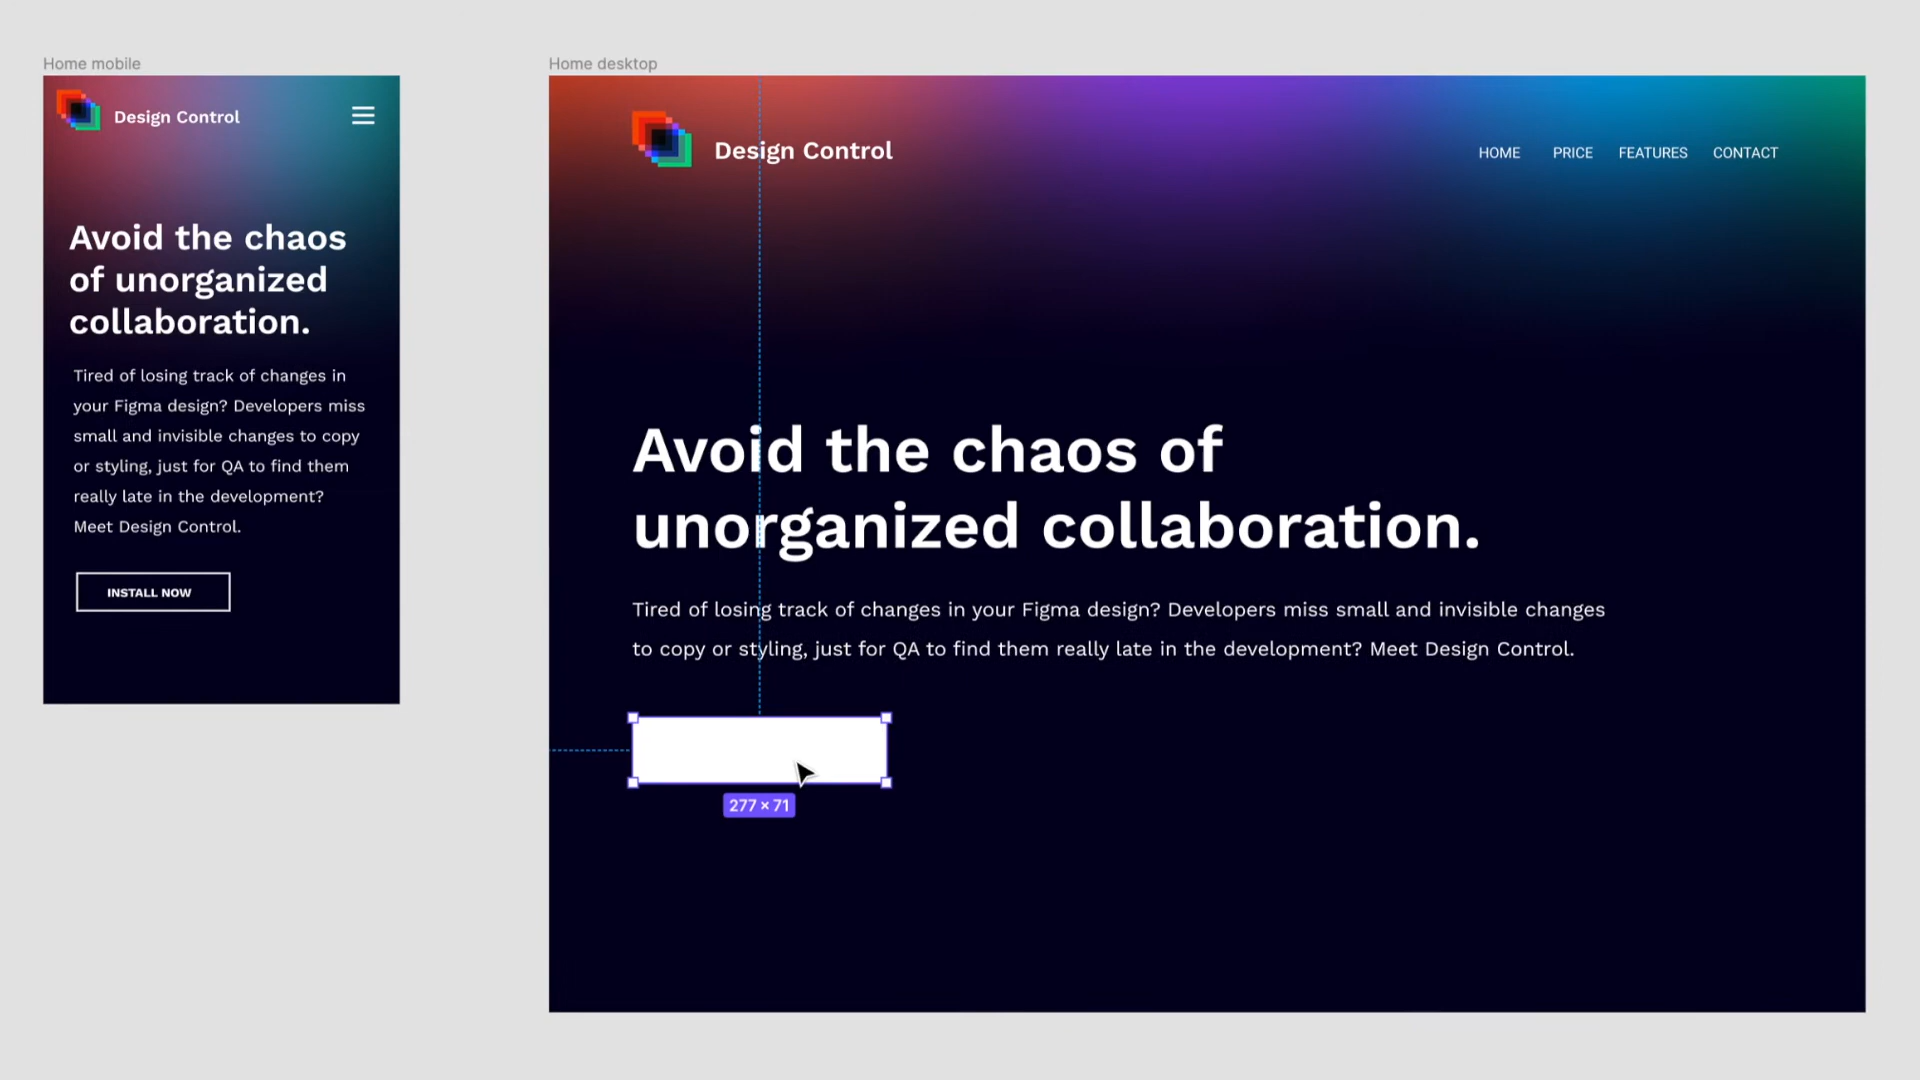 Home mobile
Design Control
Avoid the chaos
of unorganized
collaboration.
Tired of losing track of changes in
your Figma design? Developers miss
small and invisible changes to copy
or styling, just for QA to find them
really late in the development?
Meet Design Control.
INSTALL NOW
Home desktop
Design Control
HOME PRICE FEATURES CONTACT
Avoid the chaos of
unorganized collaboration.
Tired of losing track of changes in your Figma design? Developers miss small and invisible changes
to copy or styling, just for QA to find them really late in the development? Meet Design Control.
277 × 71